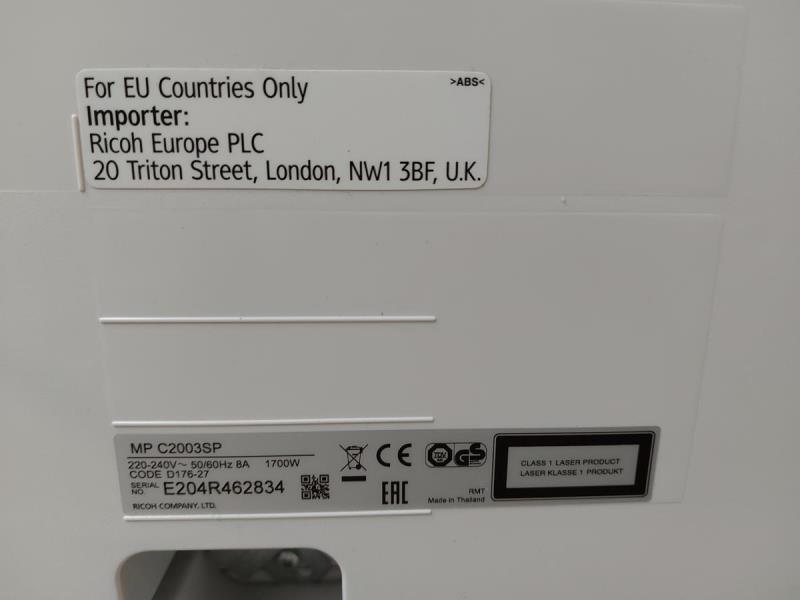 For EU Countries Only
>ABS<
Importer:
Ricoh Europe PLC
20 Triton Street, London, NW1 3BF, U.K.
MP C2003SP
220-240V~ 50/60Hz 8A 1700W
CODE D176-27
SERIAL NO. E204R462834
RICOH COMPANY, LTD.
CE
TÜV GS
EAC
RMT
Made in Thailand
CLASS 1 LASER PRODUCT
LASER KLASSE 1 PRODUKT